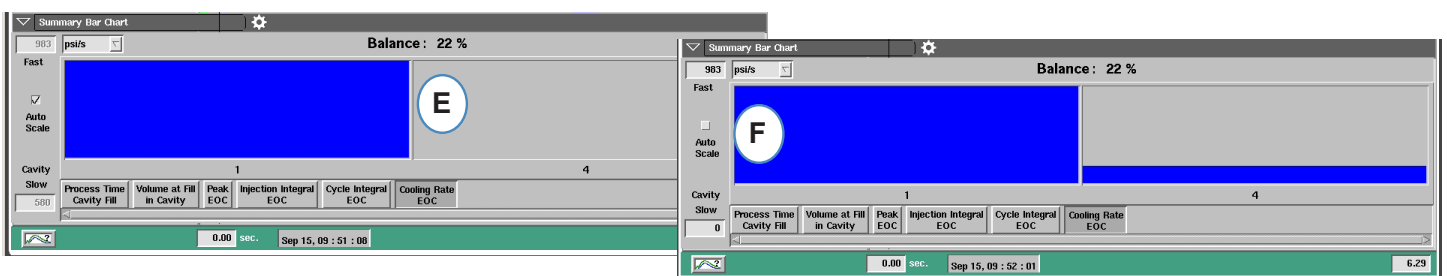 Summary Bar Chart
983 psi/s Balance : 22 %
Fast
E
Auto
Scale
Cavity 1 4
Slow
580
Process Time Cavity Fill
Volume at Fill in Cavity
Peak EOC
Injection Integral EOC
Cycle Integral EOC
Cooling Rate EOC
?
0.00 sec. Sep 15, 09 : 51 : 08
Summary Bar Chart
983 psi/s Balance : 22 %
Fast
F
Auto
Scale
Cavity 1 4
Slow
0
Process Time Cavity Fill
Volume at Fill in Cavity
Peak EOC
Injection Integral EOC
Cycle Integral EOC
Cooling Rate EOC
?
0.00 sec. Sep 15, 09 : 52 : 01 6.29